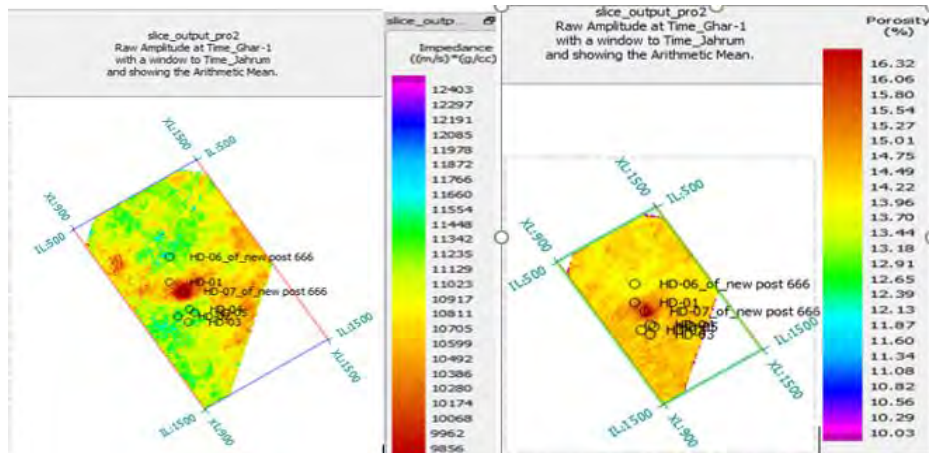 slice_output_pro2
Raw Amplitude at Time_Ghar-1
with a window to Time_Jahrum
and showing the Arithmetic Mean.
XL:1500
IL:500
XL:900
IL:500
HD-06_of_new post 666
HD-01
HD-07_of_new post 666
HD-03
IL:1500
XL:1500
IL:1500
XL:900
slice_outp...
Impedance
((m/s)*(g/cc)
12403
12297
12191
12085
11978
11872
11766
11660
11554
11448
11342
11235
11129
11023
10917
10811
10705
10599
10492
10386
10280
10174
10068
9962
9856
slice_output_pro2
Raw Amplitude at Time_Ghar-1
with a window to Time_Jahrum
and showing the Arithmetic Mean.
XL:1500
IL:500
XL:900
IL:500
HD-06_of_new post 666
HD-01
HD-07_of_new post 666
IL:1500
XL:1500
IL:1500
XL:900
Porosity
(%)
16.32
16.06
15.80
15.54
15.27
15.01
14.75
14.49
14.22
13.96
13.70
13.44
13.18
12.91
12.65
12.39
12.13
11.87
11.60
11.34
11.08
10.82
10.56
10.29
10.03